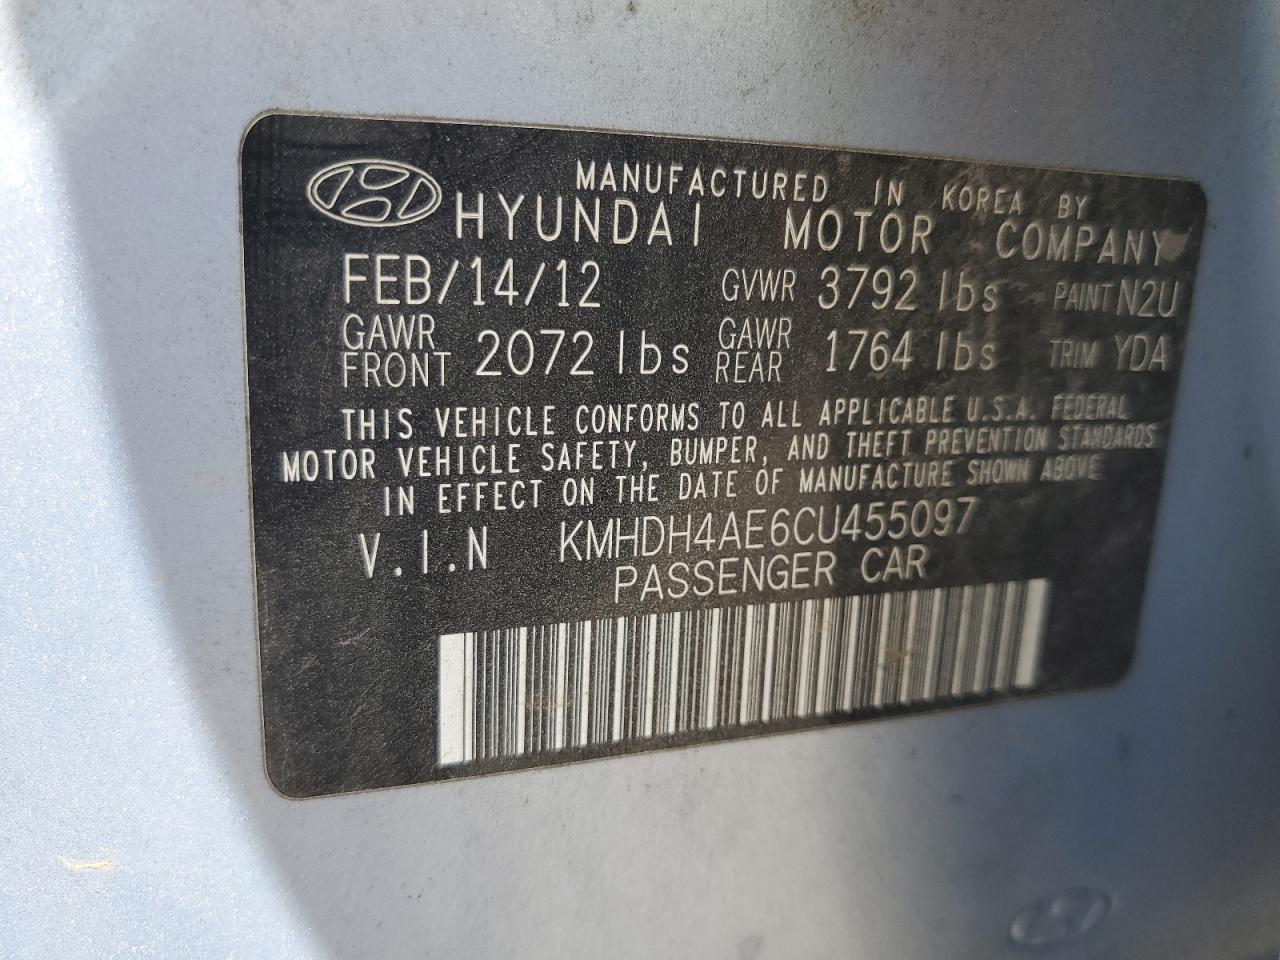 MANUFACTURED IN KOREA BY
HYUNDAI MOTOR COMPANY
FEB/14/12 GVWR 3792 lbs PAINT N2U
GAWR FRONT 2072 lbs GAWR REAR 1764 lbs TRIM YDA
THIS VEHICLE CONFORMS TO ALL APPLICABLE U.S.A. FEDERAL
MOTOR VEHICLE SAFETY, BUMPER, AND THEFT PREVENTION STANDARDS
IN EFFECT ON THE DATE OF MANUFACTURE SHOWN ABOVE
V.I.N KMHDH4AE6CU455097
PASSENGER CAR